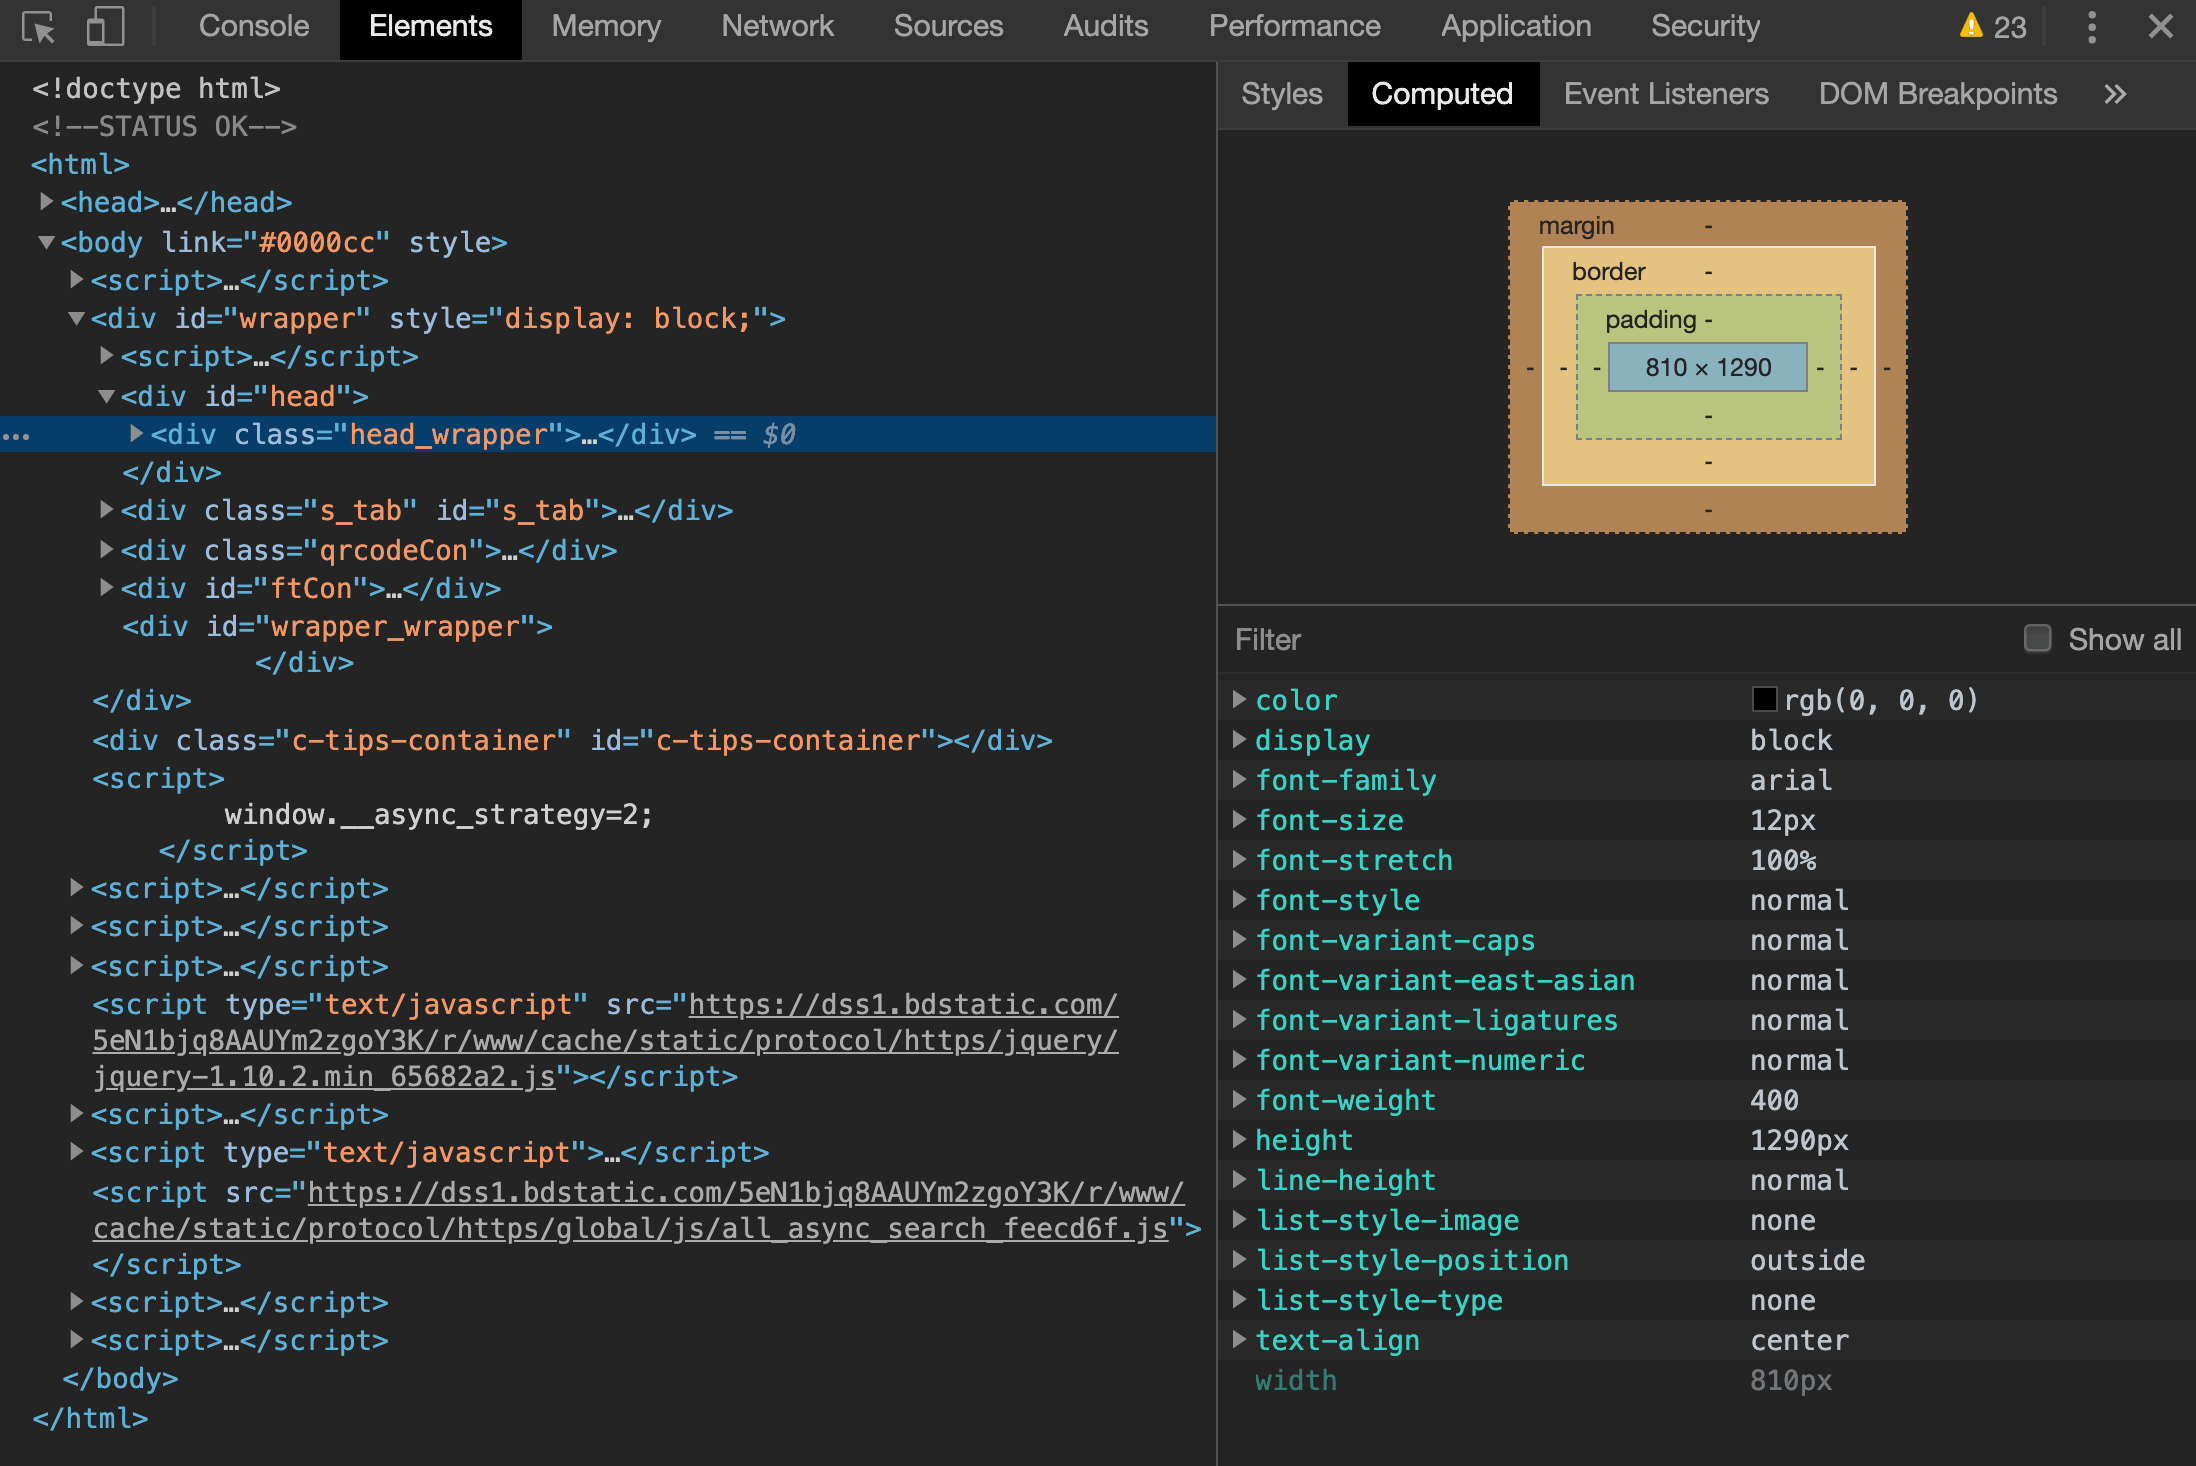 Console Elements Memory Network Sources Audits Performance Application Security 23
<!doctype html>
<!--STATUS OK-->
<html>
<head>…</head>
<body link="#0000cc" style>
<script>…</script>
<div id="wrapper" style="display: block;">
<script>…</script>
<div id="head">
<div class="head_wrapper">…</div> == $0
</div>
<div class="s_tab" id="s_tab">…</div>
<div class="qrcodeCon">…</div>
<div id="ftCon">…</div>
<div id="wrapper_wrapper">
</div>
</div>
<div class="c-tips-container" id="c-tips-container"></div>
<script>
window.__async_strategy=2;
</script>
<script>…</script>
<script>…</script>
<script>…</script>
<script type="text/javascript" src="https://dss1.bdstatic.com/
5eN1bjq8AAUYm2zgoY3K/r/www/cache/static/protocol/https/jquery/
jquery-1.10.2.min_65682a2.js"></script>
<script>…</script>
<script type="text/javascript">…</script>
<script src="https://dss1.bdstatic.com/5eN1bjq8AAUYm2zgoY3K/r/www/
cache/static/protocol/https/global/js/all_async_search_feecd6f.js">
</script>
<script>…</script>
<script>…</script>
</body>
</html>
Styles Computed Event Listeners DOM Breakpoints »
margin -
border -
padding -
- - - 810 × 1290 - - -
-
-
-
Filter Show all
color rgb(0, 0, 0)
display block
font-family arial
font-size 12px
font-stretch 100%
font-style normal
font-variant-caps normal
font-variant-east-asian normal
font-variant-ligatures normal
font-variant-numeric normal
font-weight 400
height 1290px
line-height normal
list-style-image none
list-style-position outside
list-style-type none
text-align center
width 810px